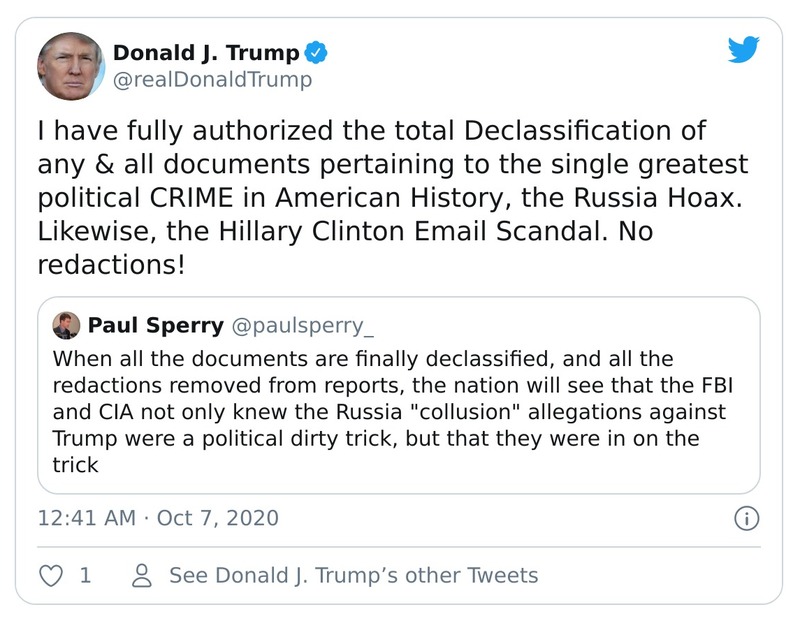 Donald J. Trump
@realDonaldTrump
I have fully authorized the total Declassification of
any & all documents pertaining to the single greatest
political CRIME in American History, the Russia Hoax.
Likewise, the Hillary Clinton Email Scandal. No
redactions!
Paul Sperry @paulsperry_
When all the documents are finally declassified, and all the
redactions removed from reports, the nation will see that the FBI
and CIA not only knew the Russia "collusion" allegations against
Trump were a political dirty trick, but that they were in on the
trick
12:41 AM · Oct 7, 2020
1 See Donald J. Trump’s other Tweets